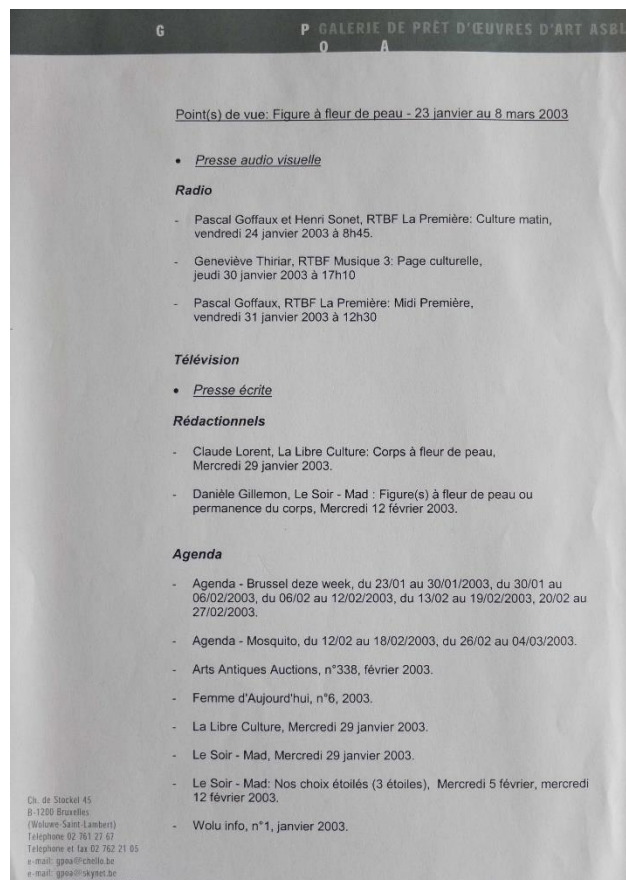 G P GALERIE DE PRÊT D'ŒUVRES D'ART ASBL
O A
Point(s) de vue: Figure à fleur de peau - 23 janvier au 8 mars 2003
• Presse audio visuelle
Radio
- Pascal Goffaux et Henri Sonet, RTBF La Première: Culture matin,
vendredi 24 janvier 2003 à 8h45.
- Geneviève Thiriar, RTBF Musique 3: Page culturelle,
jeudi 30 janvier 2003 à 17h10
- Pascal Goffaux, RTBF La Première: Midi Première,
vendredi 31 janvier 2003 à 12h30
Télévision
• Presse écrite
Rédactionnels
- Claude Lorent, La Libre Culture: Corps à fleur de peau,
Mercredi 29 janvier 2003.
- Danièle Gillemon, Le Soir - Mad : Figure(s) à fleur de peau ou
permanence du corps, Mercredi 12 février 2003.
Agenda
- Agenda - Brussel deze week, du 23/01 au 30/01/2003, du 30/01 au
06/02/2003, du 06/02 au 12/02/2003, du 13/02 au 19/02/2003, 20/02 au
27/02/2003.
- Agenda - Mosquito, du 12/02 au 18/02/2003, du 26/02 au 04/03/2003.
- Arts Antiques Auctions, n°338, février 2003.
- Femme d'Aujourd'hui, n°6, 2003.
- La Libre Culture, Mercredi 29 janvier 2003.
- Le Soir - Mad, Mercredi 29 janvier 2003.
- Le Soir - Mad: Nos choix étoilés (3 étoiles), Mercredi 5 février, mercredi
12 février 2003.
- Wolu info, n°1, janvier 2003.
Ch. de Stockel 45
B-1200 Bruxelles
(Woluwe-Saint-Lambert)
Telephone 02 761 27 67
Telephone et fax 02 762 21 05
e-mail: gpoa@chello.be
e-mail: gpoa@skynet.be